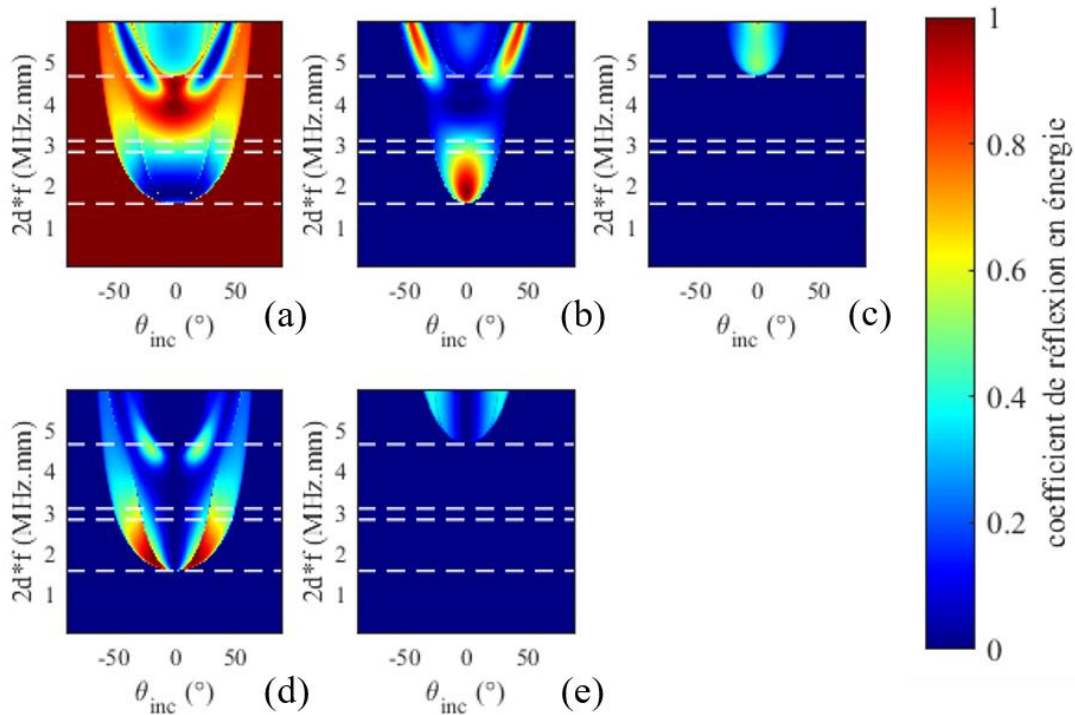 5
4
3
2
1
2d*f (MHz.mm)
-50 0 50
θinc (°)
(a)
5
4
3
2
1
2d*f (MHz.mm)
-50 0 50
θinc (°)
(b)
5
4
3
2
1
2d*f (MHz.mm)
-50 0 50
θinc (°)
(c)
5
4
3
2
1
2d*f (MHz.mm)
-50 0 50
θinc (°)
(d)
5
4
3
2
1
2d*f (MHz.mm)
-50 0 50
θinc (°)
(e)
1
0.8
0.6
0.4
0.2
0
coefficient de réflexion en énergie